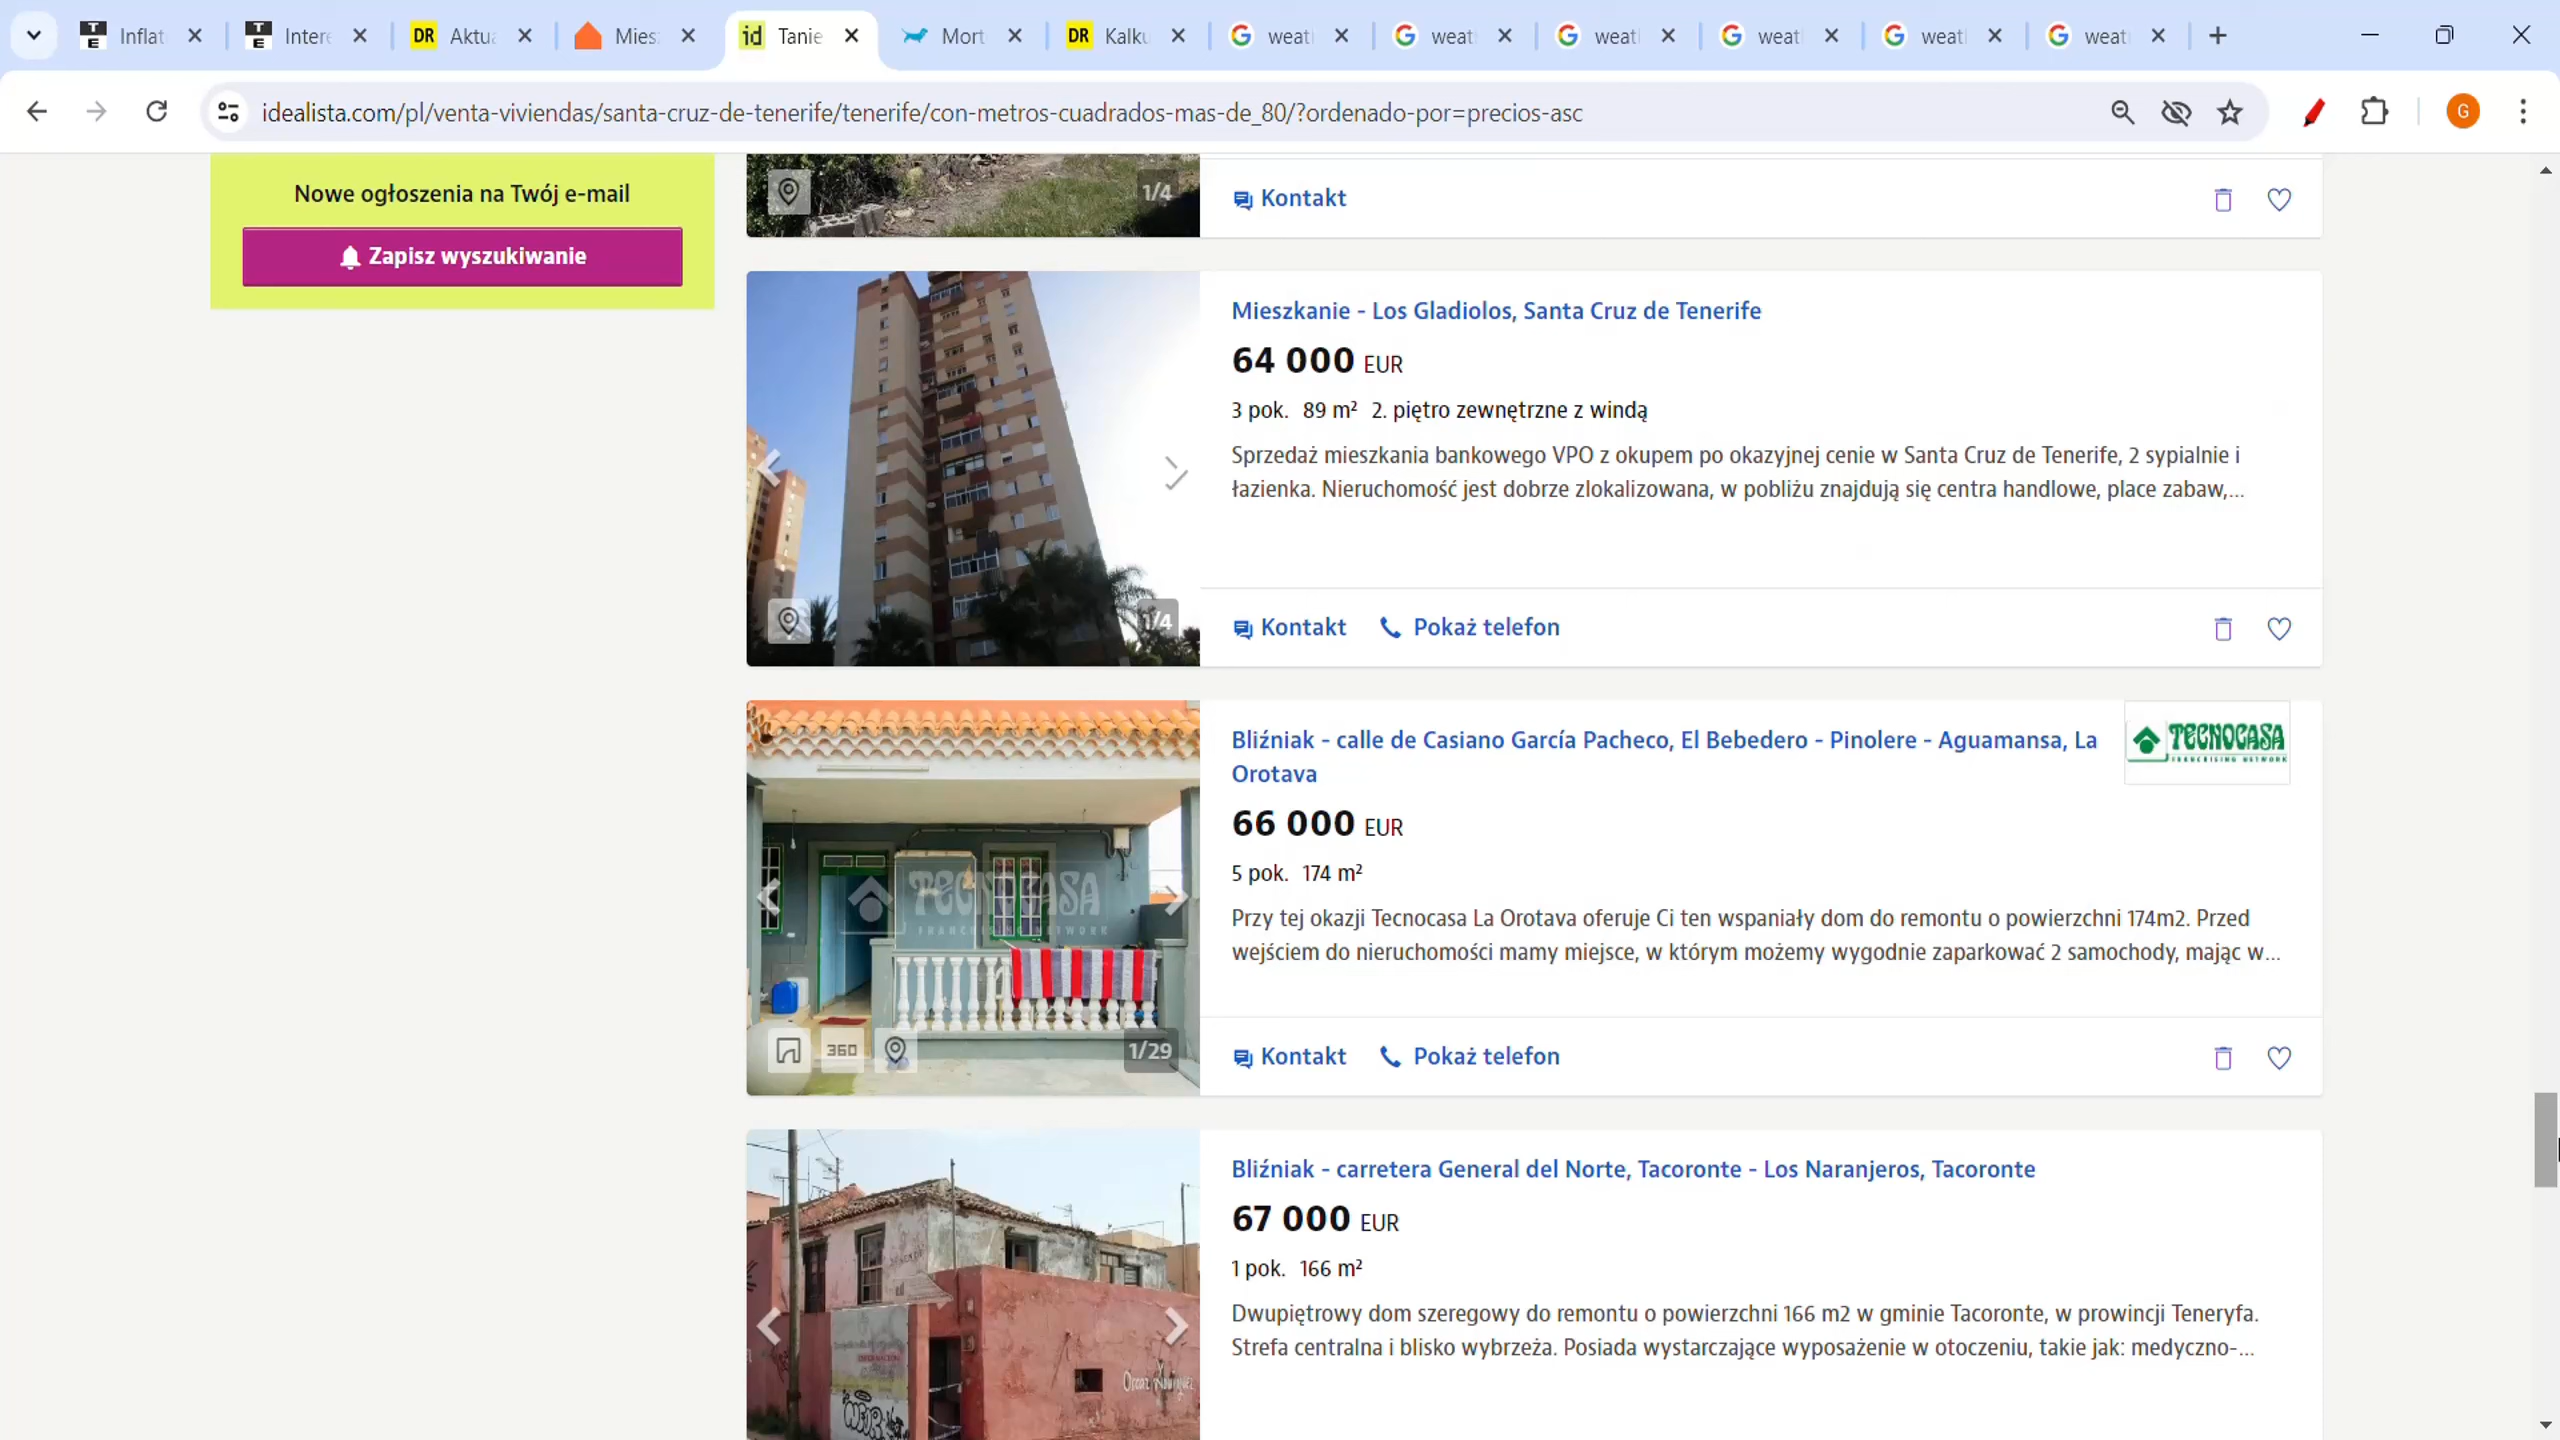 Inflat
Inter
DR Aktua
Mies
id Tanie
Mort
DR Kalku
weat
weat
weat
weat
weat
weat
idealista.com/pl/venta-viviendas/santa-cruz-de-tenerife/tenerife/con-metros-cuadrados-mas-de_80/?ordenado-por=precios-asc
G
Nowe ogłoszenia na Twój e-mail
Zapisz wyszukiwanie
1/4
Kontakt
Mieszkanie - Los Gladiolos, Santa Cruz de Tenerife
64 000 EUR
3 pok. 89 m² 2. piętro zewnętrzne z windą
Sprzedaż mieszkania bankowego VPO z okupem po okazyjnej cenie w Santa Cruz de Tenerife, 2 sypialnie i
łazienka. Nieruchomość jest dobrze zlokalizowana, w pobliżu znajdują się centra handlowe, place zabaw,...
1/4
Kontakt Pokaż telefon
Bliźniak - calle de Casiano García Pacheco, El Bebedero - Pinolere - Aguamansa, La
Orotava
TECNOCASA
FRANCHISING NETWORK
66 000 EUR
5 pok. 174 m²
Przy tej okazji Tecnocasa La Orotava oferuje Ci ten wspaniały dom do remontu o powierzchni 174m2. Przed
wejściem do nieruchomości mamy miejsce, w którym możemy wygodnie zaparkować 2 samochody, mając w...
TECNOCASA
FRANCHISING NETWORK
360
1/29
Kontakt Pokaż telefon
Bliźniak - carretera General del Norte, Tacoronte - Los Naranjeros, Tacoronte
67 000 EUR
1 pok. 166 m²
Dwupiętrowy dom szeregowy do remontu o powierzchni 166 m2 w gminie Tacoronte, w prowincji Teneryfa.
Strefa centralna i blisko wybrzeża. Posiada wystarczające wyposażenie w otoczeniu, takie jak: medyczno-...